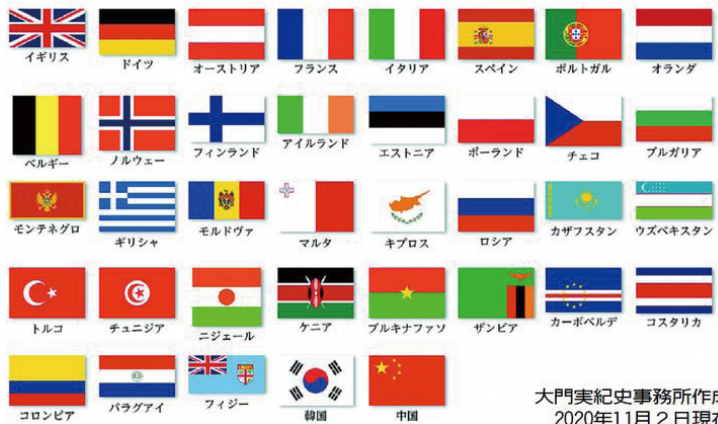 イギリス ドイツ オーストリア フランス イタリア スペイン ポルトガル オランダ
ベルギー ノルウェー フィンランド アイルランド エストニア ポーランド チェコ ブルガリア
モンテネグロ ギリシャ モルドヴァ マルタ キプロス ロシア カザフスタン ウズベキスタン
トルコ チュニジア ニジェール ケニア ブルキナファソ ザンビア カーボベルデ コスタリカ
コロンビア パラグアイ フィジー 韓国 中国
大門実紀史事務所作成
2020年11月2日現在